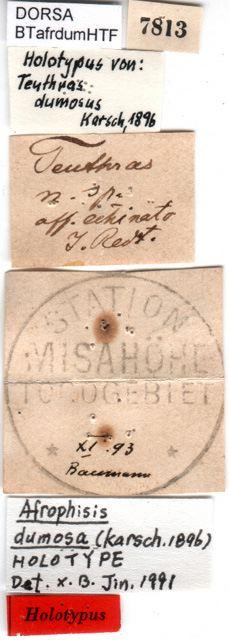 DORSA
BTafrdumHTF
7813
Holotypus von:
Teuthras
dumosus
Karsch, 1896
Teuthras
n. sp.
aff. echinato
J. Redt.
STATION
MISAHÖHE
TOGOGEBIET
XI. 93
Baumann
Afrophisis
dumosa (Karsch. 1896)
HOLOTYPE
Det. X. B. Jin, 1991
Holotypus